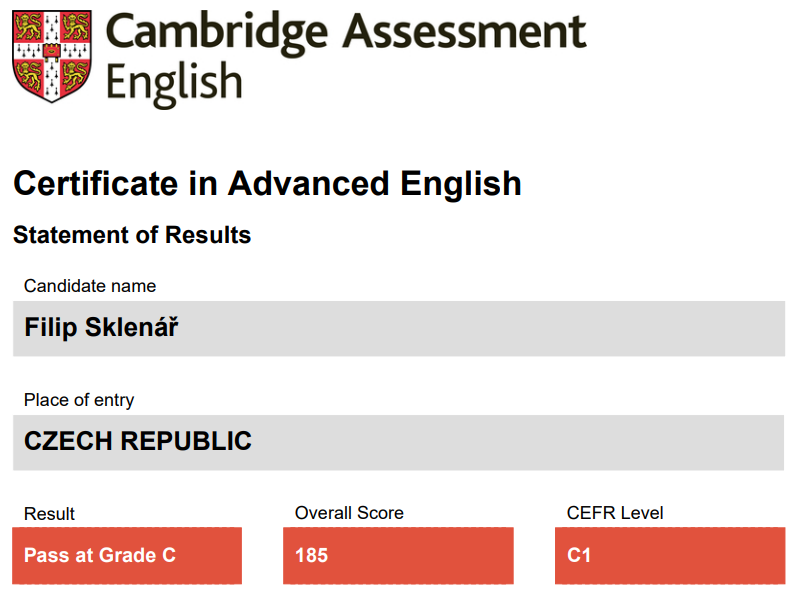 Cambridge Assessment
English
Certificate in Advanced English
Statement of Results
Candidate name
Filip Sklenář
Place of entry
CZECH REPUBLIC
Result
Overall Score
CEFR Level
Pass at Grade C
185
C1